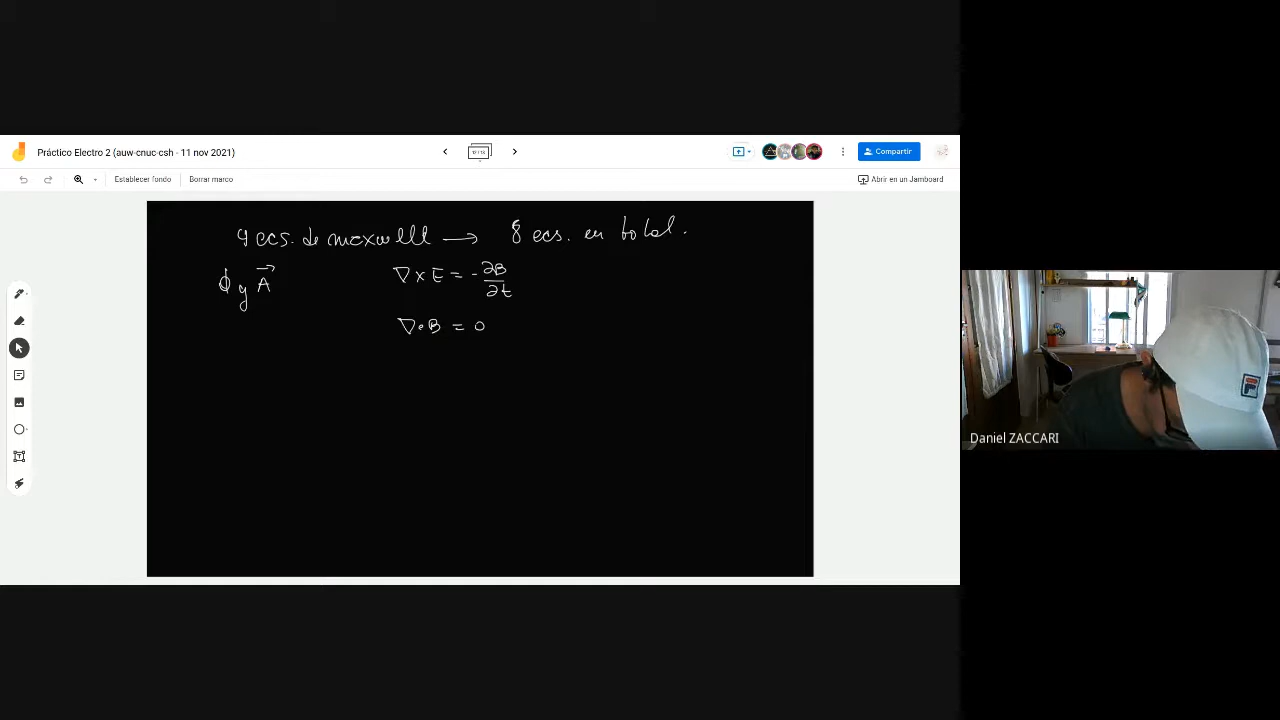 Práctico Electro 2 (auw-cnuc-csh - 11 nov 2021)
Compartir
Establecer fondo
Borrar marco
Abrir en un Jamboard
4 ecs. de maxwelll → 8 ecs. en total.
ϕ y A⃗
∇ × E = - ∂B/∂t
∇ • B = 0
Daniel ZACCARI